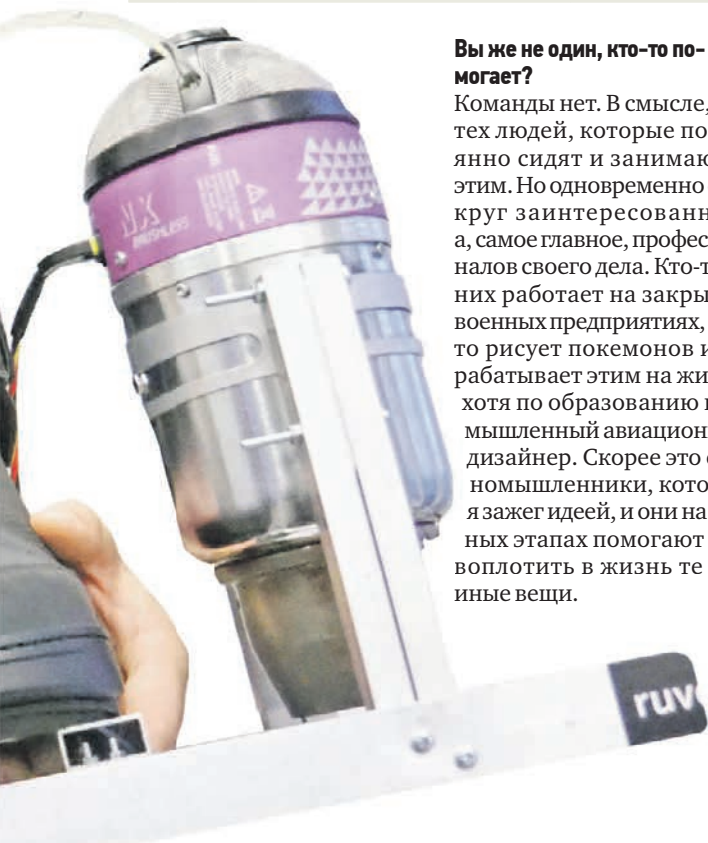 Вы же не один, кто-то по-
могает?
Команды нет. В смысле,
тех людей, которые по
янно сидят и занимаю
этим. Но одновременно
круг заинтересованн
а, самое главное, профес
налов своего дела. Кто-т
них работает на закры
военных предприятиях,
то рисует покемонов и
рабатывает этим на жи
хотя по образованию
мышленный авиацион
дизайнер. Скорее это
номышленники, кото
я зажег идеей, и они на
ных этапах помогают
воплотить в жизнь те
иные вещи.
BRUSHLESS
ruv